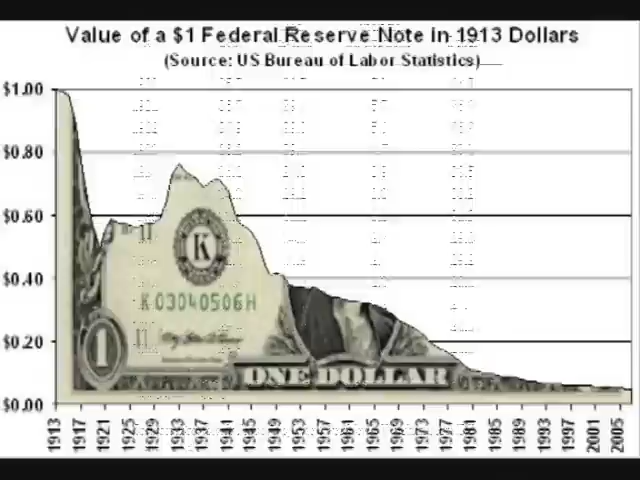 Value of a $1 Federal Reserve Note in 1913 Dollars
(Source: US Bureau of Labor Statistics)
$1.00
$0.80
$0.60
$0.40
$0.20
$0.00
K
K 03040506 H
1
ONE DOLLAR
1913 1917 1921 1925 1929 1933 1937 1941 1945 1949 1953 1957 1961 1965 1969 1973 1977 1981 1985 1989 1993 1997 2001 2005